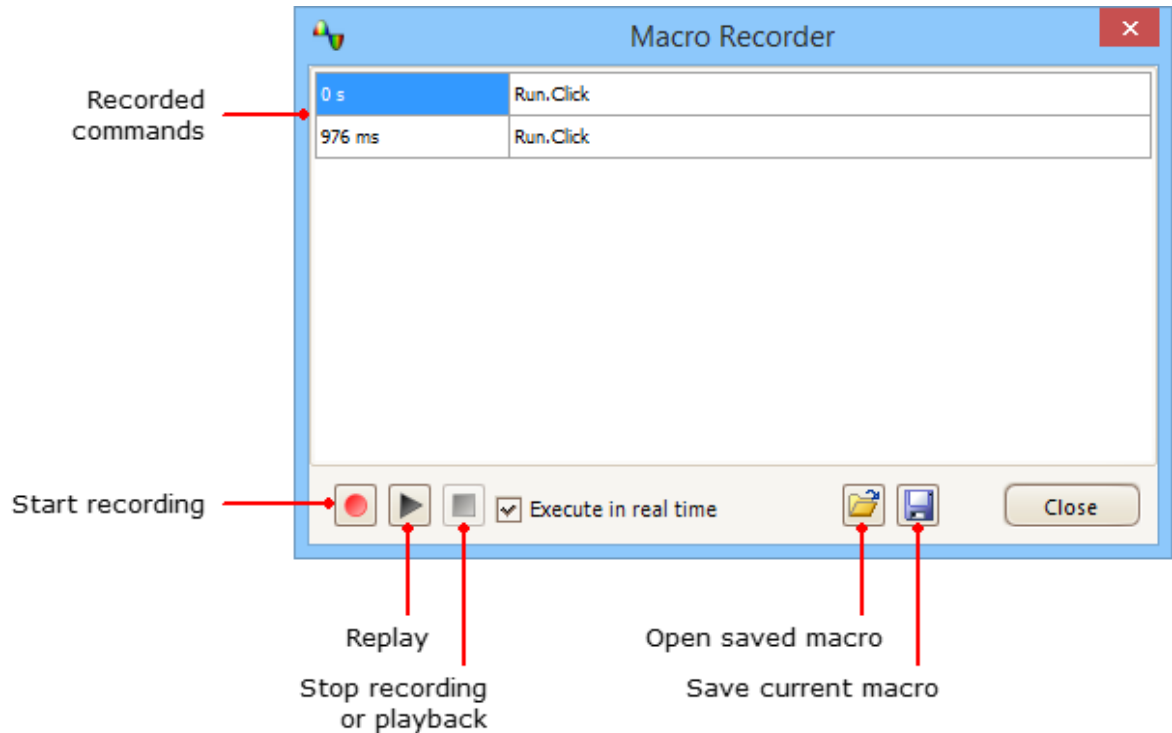 Macro Recorder
Recorded
commands
0 s
Run.Click
976 ms
Run.Click
Start recording
Execute in real time
Close
Replay
Open saved macro
Stop recording
or playback
Save current macro